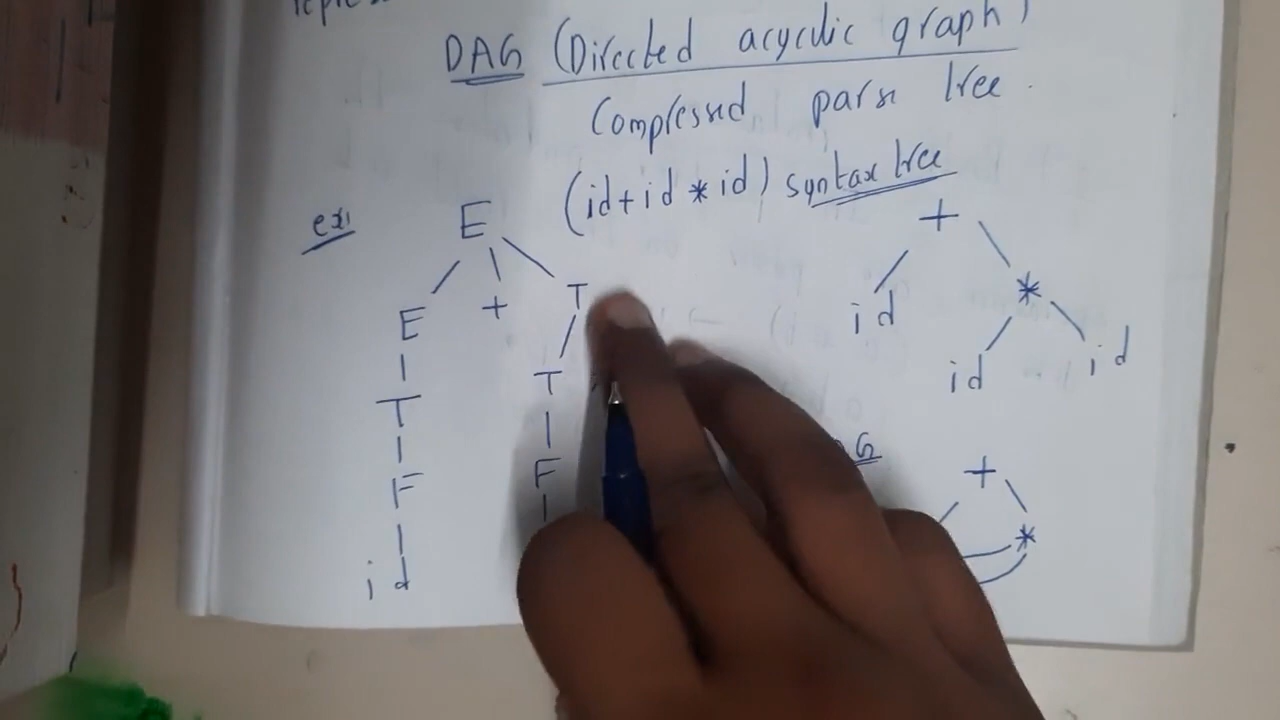 DAG (Directed acyclic graph)
Compressed parse tree.
(id+id * id) syntax tree
ex:
E
E + T
T T
F F
id
+
id *
id id
G
+
*